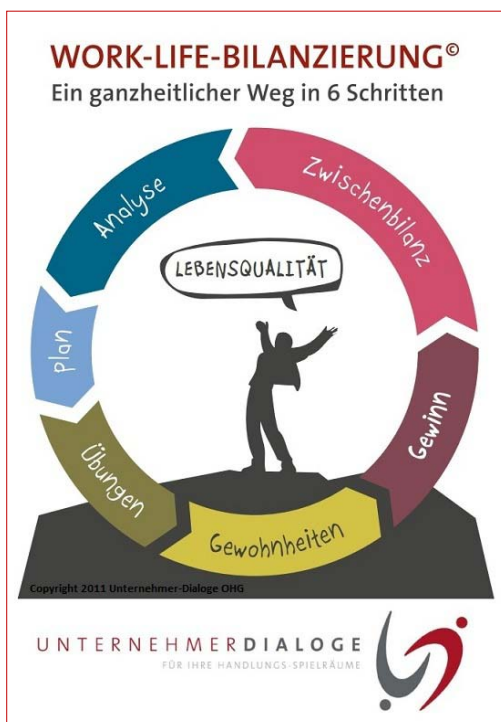 WORK-LIFE-BILANZIERUNG©
Ein ganzheitlicher Weg in 6 Schritten
Analyse
Zwischenbilanz
LEBENSQUALITÄT
Plan
Gewinn
Übungen
Gewohnheiten
Copyright 2011 Unternehmer-Dialoge OHG
UNTERNEHMERDIALOGE
FÜR IHRE HANDLUNGS-SPIELRÄUME